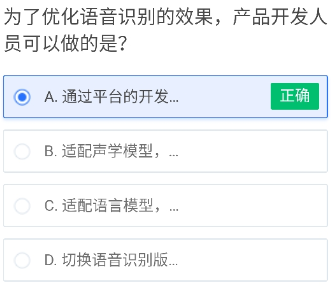 为了优化语音识别的效果，产品开发人
员可以做的是？
A. 通过平台的开发... 正确
B. 适配声学模型，...
C. 适配语言模型，...
D. 切换语音识别版...